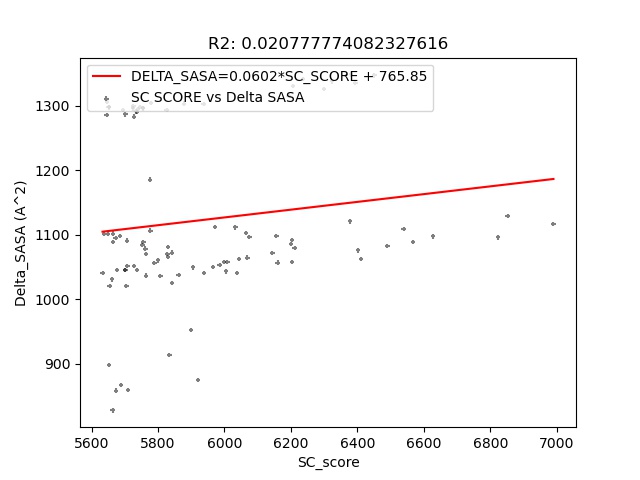 R2: 0.020777774082327616
DELTA_SASA=0.0602*SC_SCORE + 765.85
SC SCORE vs Delta SASA
1300
1200
1100
1000
900
Delta_SASA (A^2)
5600 5800 6000 6200 6400 6600 6800 7000
SC_score